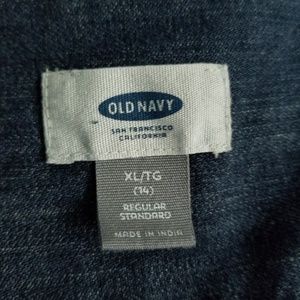 OLD NAVY
SAN FRANCISCO
CALIFORNIA
XL/TG
(14)
REGULAR
STANDARD
MADE IN INDIA